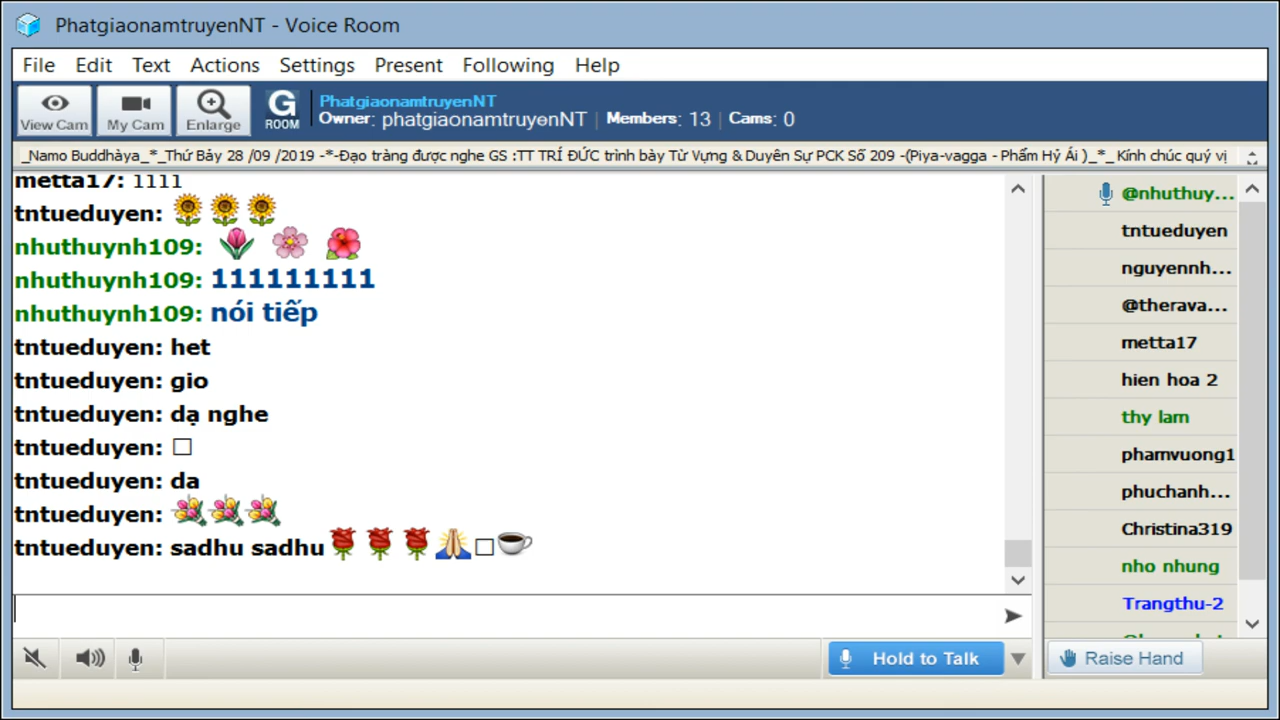 PhatgiaonamtruyenNT - Voice Room
File Edit Text Actions Settings Present Following Help
View Cam My Cam Enlarge G ROOM
PhatgiaonamtruyenNT
Owner: phatgiaonamtruyenNT | Members: 13 | Cams: 0
_Namo Buddhàya_*_Thứ Bảy 28 /09 /2019 -*-Đạo tràng được nghe GS :TT TRÍ ĐỨC trình bày Từ Vựng & Duyên Sự PCK Số 209 -(Piya-vagga - Phẩm Hỷ Ái )_*_ Kính chúc quý vị
metta17: 1111
tntueduyen: 🌻🌻🌻
nhuthuynh109: 🌷 🌸 🌺
nhuthuynh109: 111111111
nhuthuynh109: nói tiếp
tntueduyen: het
tntueduyen: gio
tntueduyen: dạ nghe
tntueduyen: □
tntueduyen: da
tntueduyen: 💐💐💐
tntueduyen: sadhu sadhu🌹🌹🌹🙏□☕
@nhuthuy...
tntueduyen
nguyennh...
@therava...
metta17
hien hoa 2
thy lam
phamvuong1
phuchanh...
Christina319
nho nhung
Trangthu-2
Hold to Talk
Raise Hand